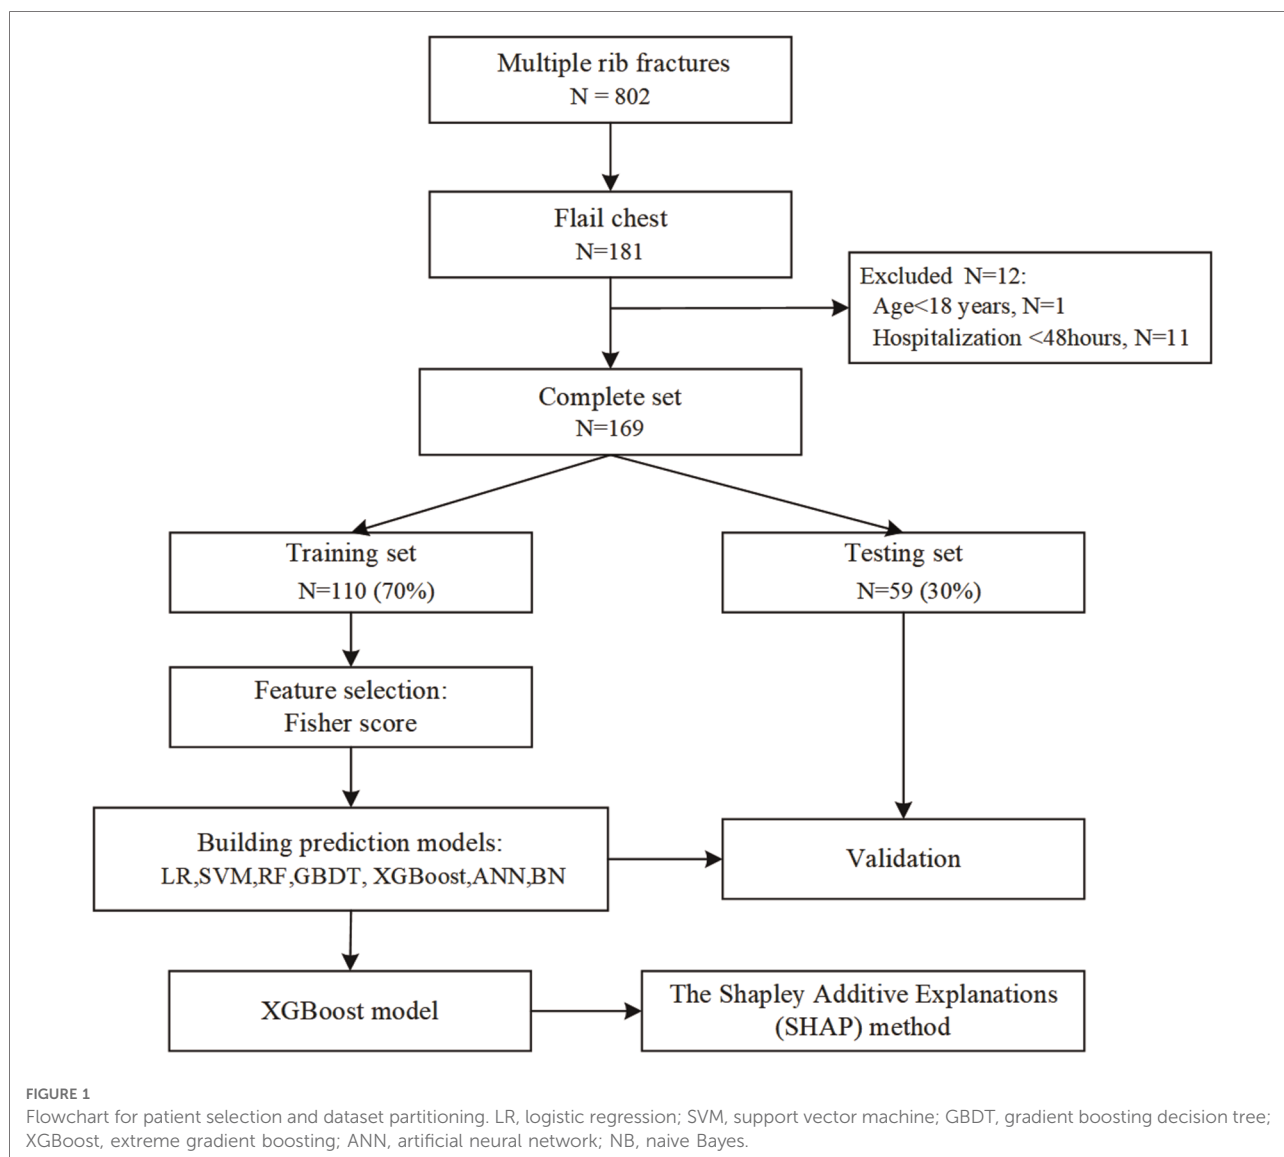 Multiple rib fractures
N = 802
Flail chest
N=181
Excluded N=12:
Age<18 years, N=1
Hospitalization <48hours, N=11
Complete set
N=169
Training set
N=110 (70%)
Testing set
N=59 (30%)
Feature selection:
Fisher score
Building prediction models:
LR,SVM,RF,GBDT, XGBoost,ANN,BN
Validation
XGBoost model
The Shapley Additive Explanations
(SHAP) method
FIGURE 1
Flowchart for patient selection and dataset partitioning. LR, logistic regression; SVM, support vector machine; GBDT, gradient boosting decision tree;
XGBoost, extreme gradient boosting; ANN, artificial neural network; NB, naive Bayes.